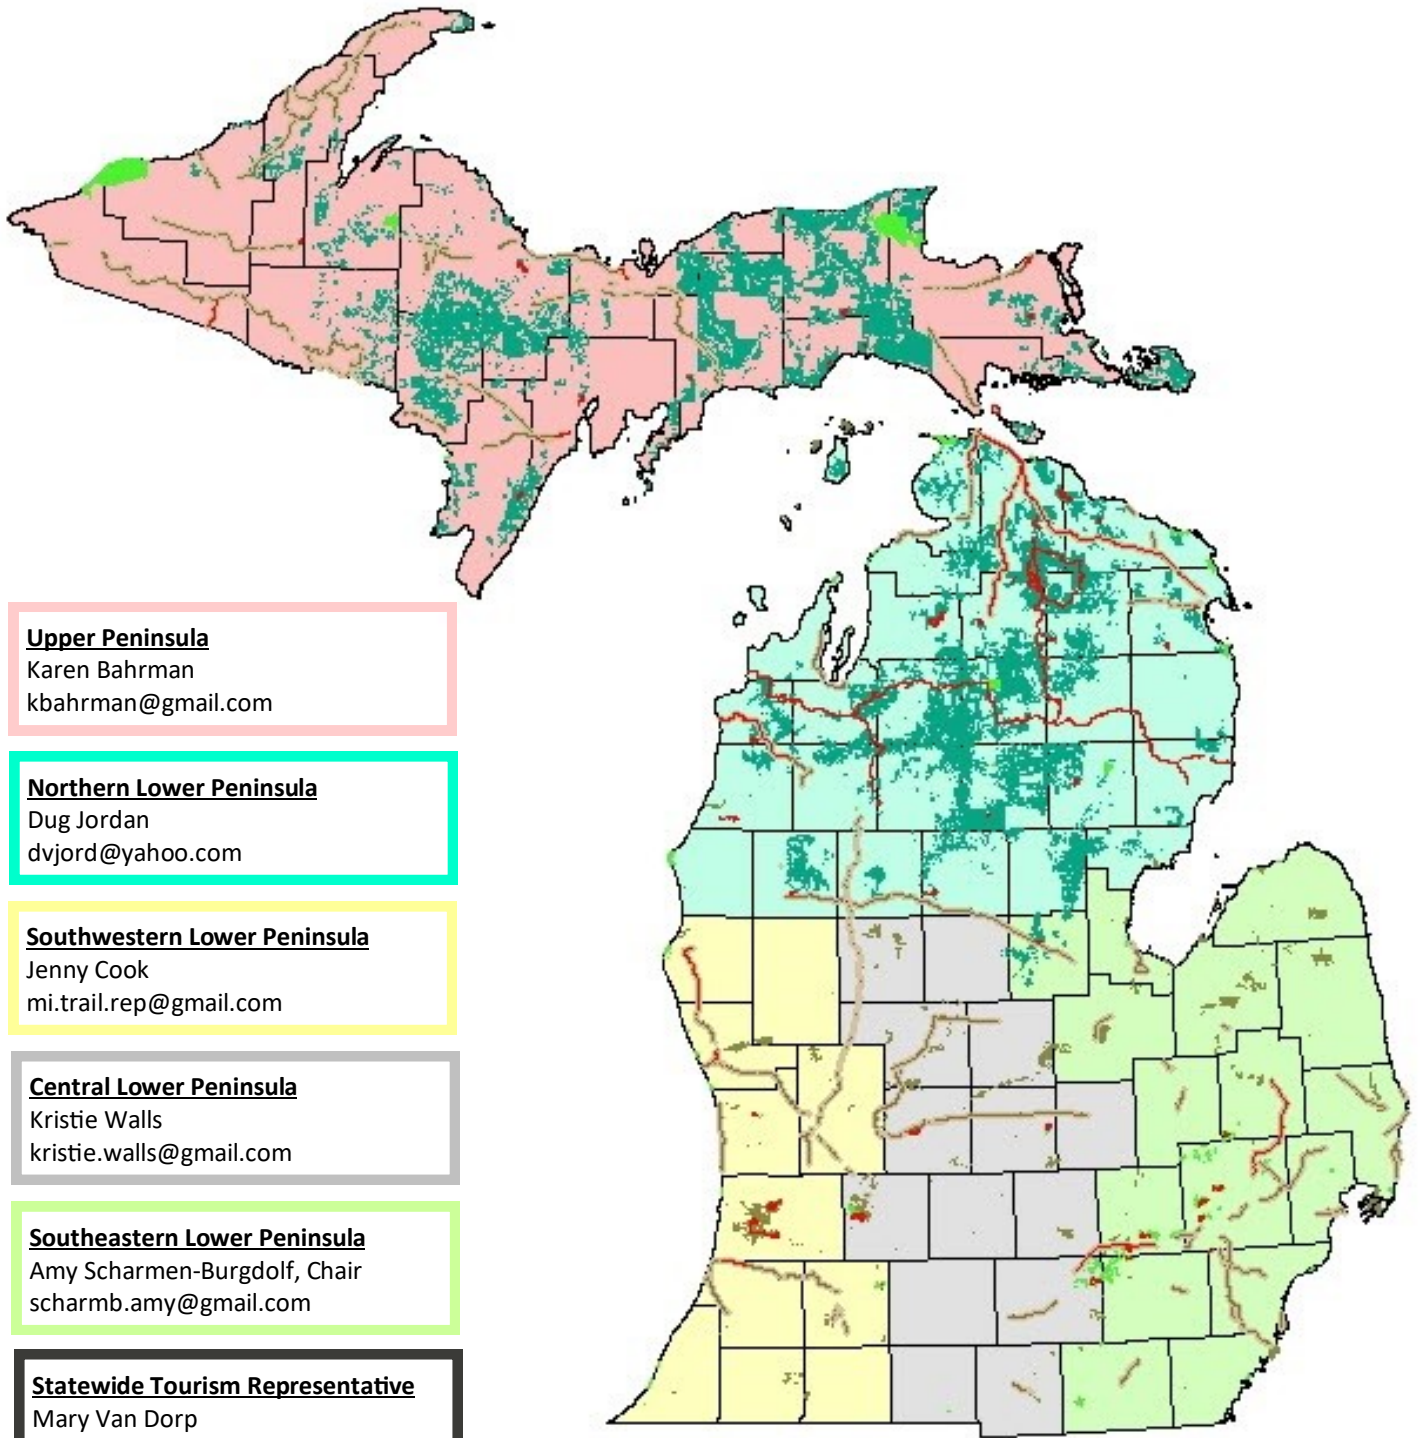 Upper Peninsula
Karen Bahrman
kbahrman@gmail.com
Northern Lower Peninsula
Dug Jordan
dvjord@yahoo.com
Southwestern Lower Peninsula
Jenny Cook
mi.trail.rep@gmail.com
Central Lower Peninsula
Kristie Walls
kristie.walls@gmail.com
Southeastern Lower Peninsula
Amy Scharmen-Burgdolf, Chair
scharmb.amy@gmail.com
Statewide Tourism Representative
Mary Van Dorp